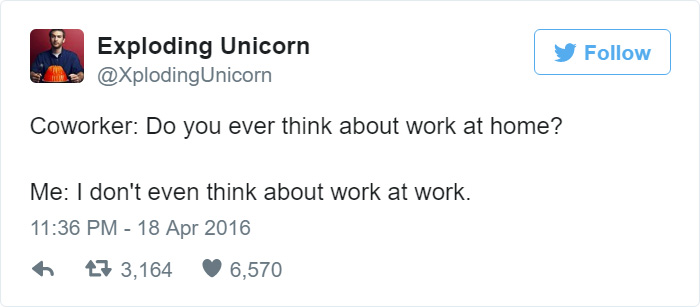 Exploding Unicorn
@XplodingUnicorn
Follow
Coworker: Do you ever think about work at home?
Me: I don't even think about work at work.
11:36 PM - 18 Apr 2016
3,164 6,570